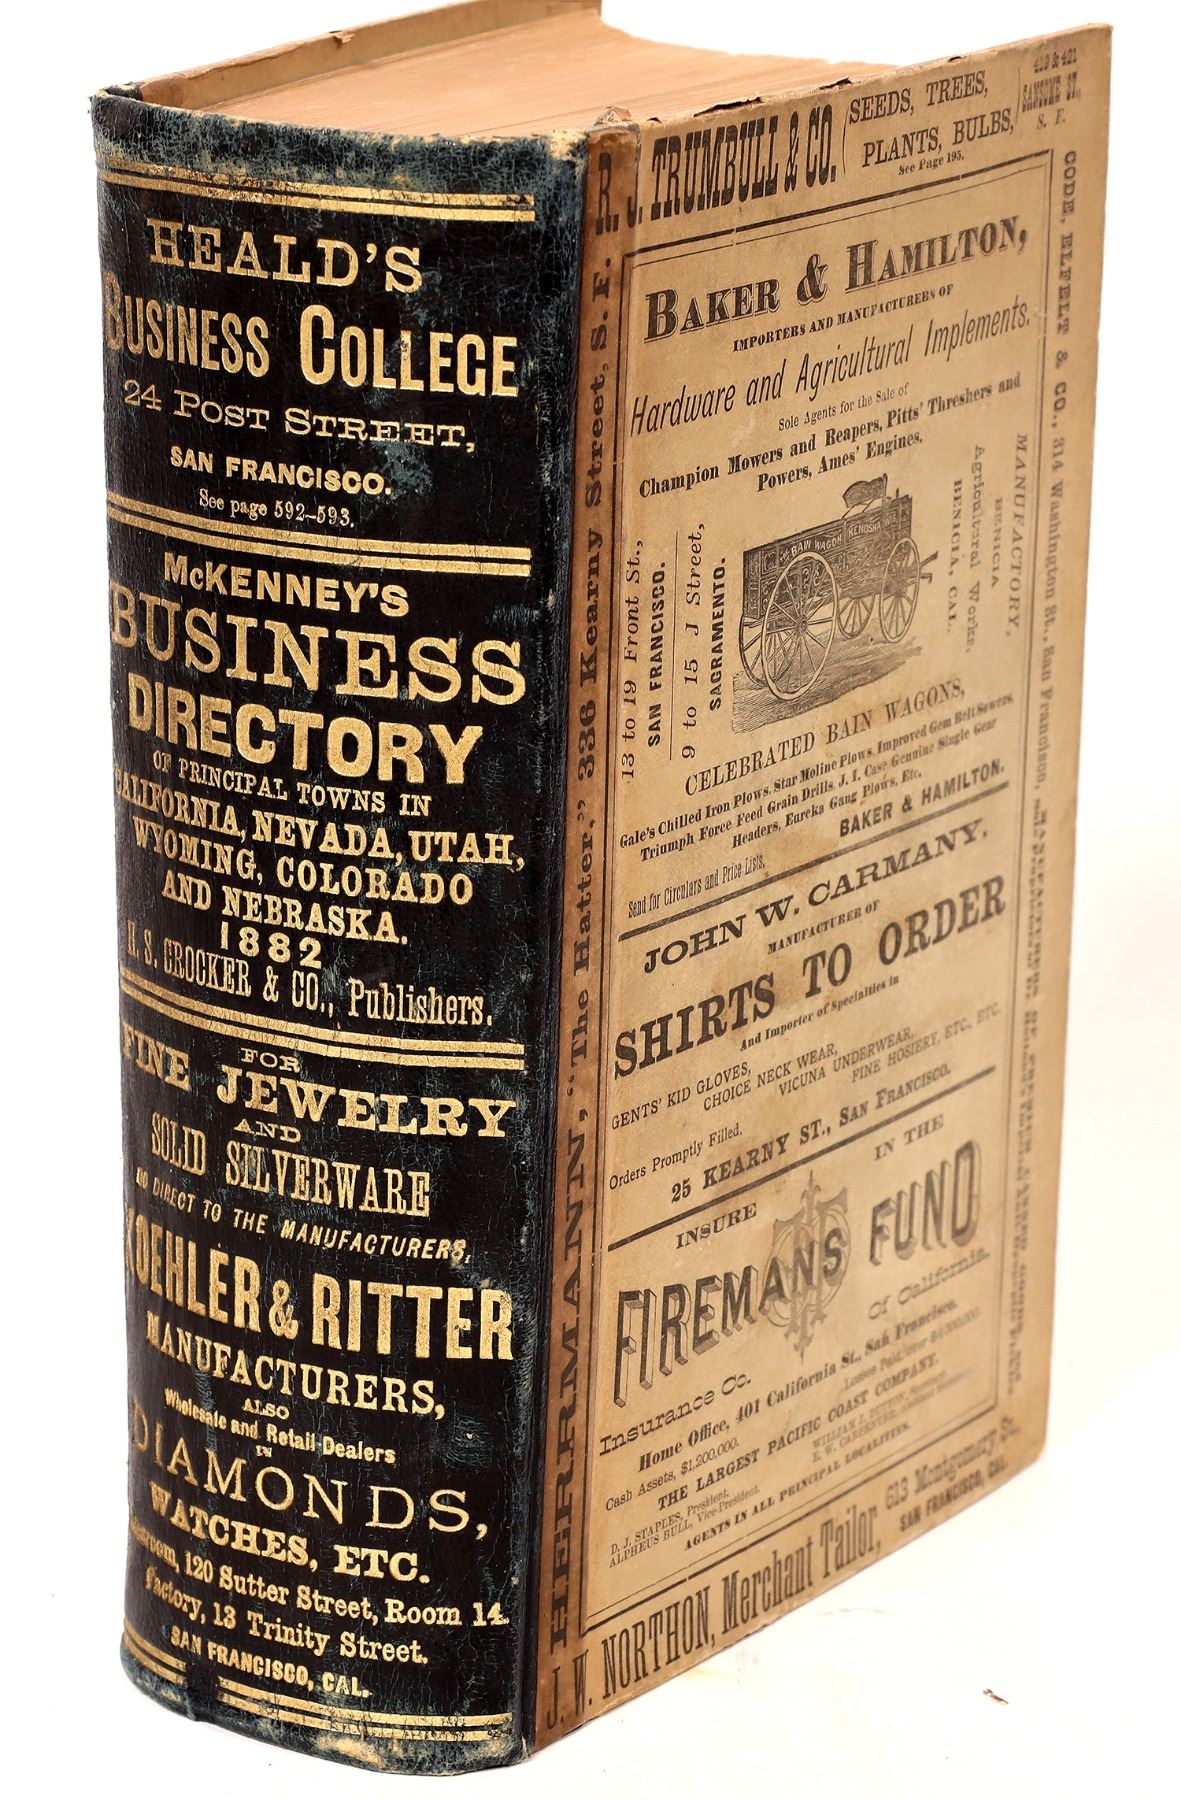 HEALD'S
BUSINESS COLLEGE
24 POST STREET,
SAN FRANCISCO.
See page 592-593.
McKENNEY'S
BUSINESS
DIRECTORY
OF PRINCIPAL TOWNS IN
CALIFORNIA, NEVADA, UTAH,
WYOMING, COLORADO
AND NEBRASKA.
1882
H. S. CROCKER & CO., Publishers.
FOR
FINE JEWELRY
AND
SOLID SILVERWARE
GO DIRECT TO THE MANUFACTURERS,
KOEHLER & RITTER
MANUFACTURERS,
ALSO
Wholesale and Retail Dealers
IN
DIAMONDS,
WATCHES, ETC.
120 Sutter Street, Room 14.
Factory, 13 Trinity Street.
SAN FRANCISCO, CAL.
R. J. TRUMBULL & CO.
SEEDS, TREES,
PLANTS, BULBS,
See Page 195.
419 & 421
SANSOME ST.,
S. F.
HERRMANN, "The Hatter," 336 Kearny Street, S. F.
BAKER & HAMILTON,
IMPORTERS AND MANUFACTURERS OF
Hardware and Agricultural Implements.
Sole Agents for the Sale of
Champion Mowers and Reapers, Pitts' Threshers and
Powers, Ames' Engines,
13 to 19 Front St.,
SAN FRANCISCO.
9 to 15 J Street,
SACRAMENTO.
BAIN WAGON KENOSHA WIS
MANUFACTORY,
BENICIA
Agricultural Works,
BENICIA, CAL.
CELEBRATED BAIN WAGONS,
Gale's Chilled Iron Plows, Star Moline Plows, Improved Gem Belt Sowers,
Triumph Force Feed Grain Drills, J. I. Case Genuine Single Gear
Headers, Eureka Gang Plows, Etc.
Send for Circulars and Price Lists,
BAKER & HAMILTON.
JOHN W. CARMANY.
MANUFACTURER OF
SHIRTS TO ORDER
And Importer of Specialties in
GENTS' KID GLOVES,
CHOICE NECK WEAR,
VICUNA UNDERWEAR,
FINE HOSIERY, ETC., ETC.
Orders Promptly Filled.
25 KEARNY ST., SAN FRANCISCO.
INSURE IN THE
FIREMANS FUND
Insurance Co. Of California.
Home Office, 401 California St., San Francisco.
Cash Assets, $1,200,000.
Losses Paid, over
THE LARGEST PACIFIC COAST COMPANY.
D. J. STAPLES, President.
ALPHEUS BULL, Vice-President.
WILLIAM J. DUTTON, Secretary.
E. W. CARPENTER,
AGENTS IN ALL PRINCIPAL LOCALITIES.
J. W. NORTHON, Merchant Tailor,
613 Montgomery St
SAN FRANCISCO, CAL.
CODE, ELFELT & CO., 314 Washington St., San Francisco,